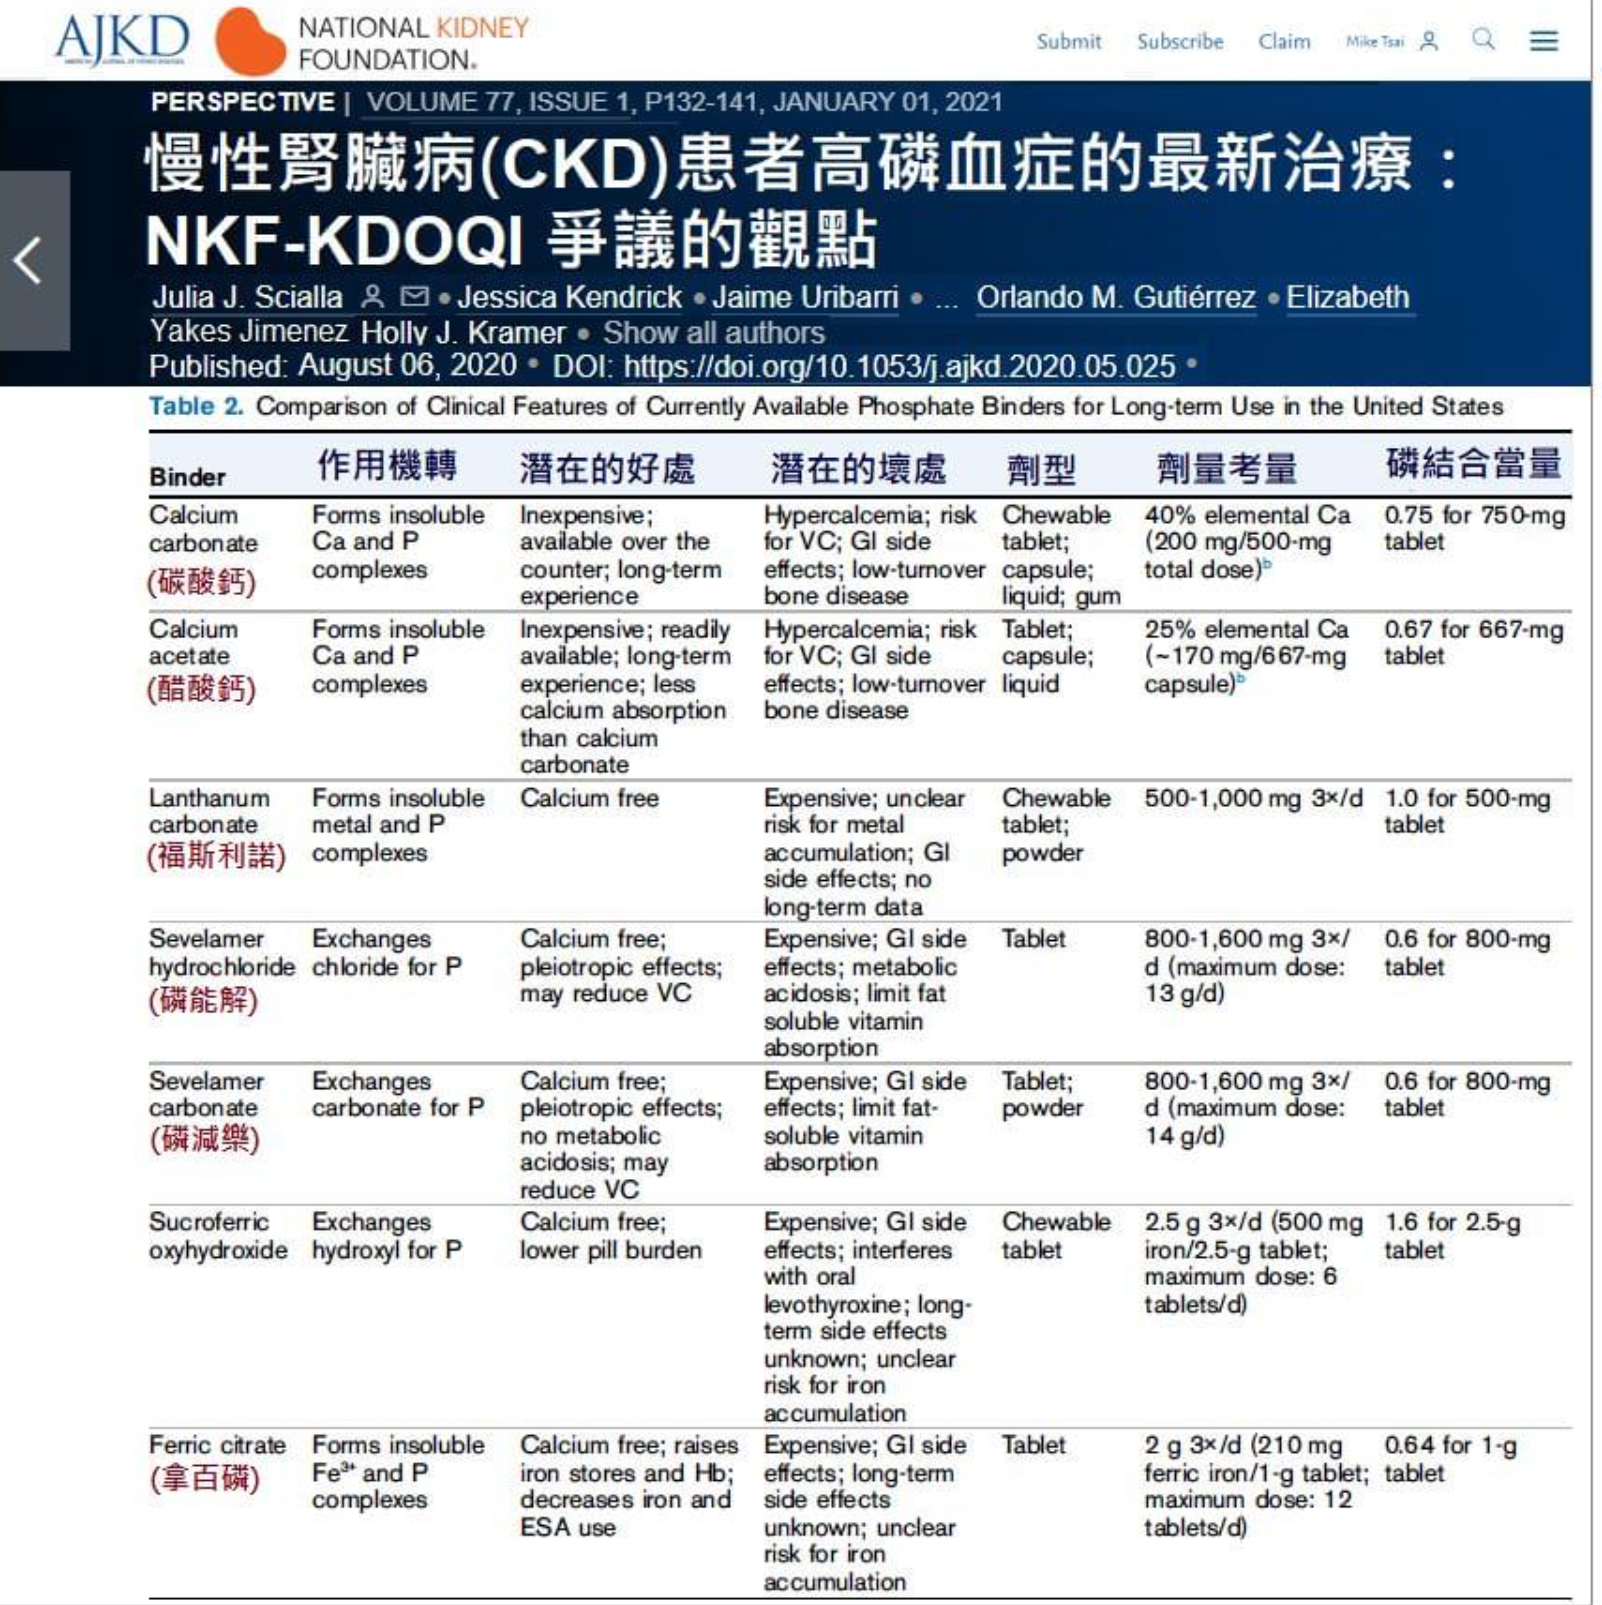 AJKD
NATIONAL KIDNEY
FOUNDATION®
Submit Subscribe Claim Mike Tsai
PERSPECTIVE | VOLUME 77, ISSUE 1, P132-141, JANUARY 01, 2021
慢性腎臟病(CKD)患者高磷血症的最新治療：
NKF-KDOQI 爭議的觀點
Julia J. Scialla • Jessica Kendrick • Jaime Uribarri • ... Orlando M. Gutiérrez • Elizabeth
Yakes Jimenez Holly J. Kramer • Show all authors
Published: August 06, 2020 • DOI: https://doi.org/10.1053/j.ajkd.2020.05.025 •
Table 2. Comparison of Clinical Features of Currently Available Phosphate Binders for Long-term Use in the United States
Binder 作用機轉 潛在的好處 潛在的壞處 劑型 劑量考量 磷結合當量
Calcium Forms insoluble Inexpensive; Hypercalcemia; risk Chewable 40% elemental Ca 0.75 for 750-mg
carbonate Ca and P available over the for VC; GI side tablet; (200 mg/500-mg tablet
(碳酸鈣) complexes counter; long-term effects; low-turnover capsule; total dose)b
experience bone disease liquid; gum
Calcium Forms insoluble Inexpensive; readily Hypercalcemia; risk Tablet; 25% elemental Ca 0.67 for 667-mg
acetate Ca and P available; long-term for VC; GI side capsule; (~170 mg/667-mg tablet
(醋酸鈣) complexes experience; less effects; low-turnover liquid capsule)b
calcium absorption bone disease
than calcium
carbonate
Lanthanum Forms insoluble Calcium free Expensive; unclear Chewable 500-1,000 mg 3×/d 1.0 for 500-mg
carbonate metal and P risk for metal tablet; tablet
(福斯利諾) complexes accumulation; GI powder
side effects; no
long-term data
Sevelamer Exchanges Calcium free; Expensive; GI side Tablet 800-1,600 mg 3×/ 0.6 for 800-mg
hydrochloride chloride for P pleiotropic effects; effects; metabolic d (maximum dose: tablet
(磷能解) may reduce VC acidosis; limit fat 13 g/d)
soluble vitamin
absorption
Sevelamer Exchanges Calcium free; Expensive; GI side Tablet; 800-1,600 mg 3×/ 0.6 for 800-mg
carbonate carbonate for P pleiotropic effects; effects; limit fat- powder d (maximum dose: tablet
(磷減樂) no metabolic soluble vitamin 14 g/d)
acidosis; may absorption
reduce VC
Sucroferric Exchanges Calcium free; Expensive; GI side Chewable 2.5 g 3×/d (500 mg 1.6 for 2.5-g
oxyhydroxide hydroxyl for P lower pill burden effects; interferes tablet iron/2.5-g tablet; tablet
with oral maximum dose: 6
levothyroxine; long- tablets/d)
term side effects
unknown; unclear
risk for iron
accumulation
Ferric citrate Forms insoluble Calcium free; raises Expensive; GI side Tablet 2 g 3×/d (210 mg 0.64 for 1-g
(拿百磷) Fe³⁺ and P iron stores and Hb; effects; long-term ferric iron/1-g tablet; tablet
complexes decreases iron and side effects maximum dose: 12
ESA use unknown; unclear tablets/d)
risk for iron
accumulation